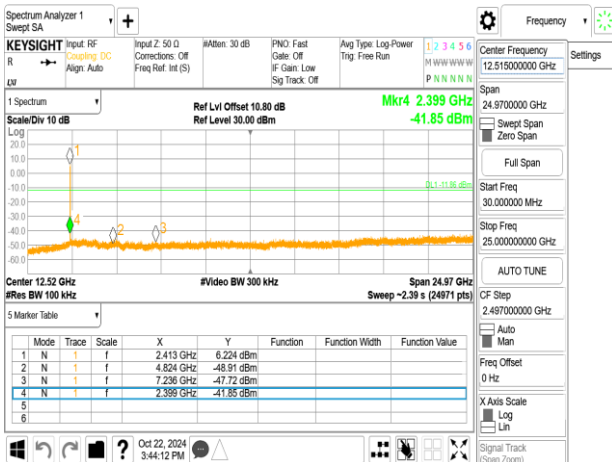 Spectrum Analyzer 1
Swept SA
+
Frequency
Settings
KEYSIGHT
R
LXI
Input: RF
Coupling: DC
Align: Auto
Input Z: 50 Ω
Corrections: Off
Freq Ref: Int (S)
#Atten: 30 dB
PNO: Fast
Gate: Off
IF Gain: Low
Sig Track: Off
Avg Type: Log-Power
Trig: Free Run
1 2 3 4 5 6
M W W W W W
P N N N N N
1 Spectrum
Scale/Div 10 dB
Ref Lvl Offset 10.80 dB
Ref Level 30.00 dBm
Mkr4 2.399 GHz
-41.85 dBm
Log
20.0
10.0
0.00
-10.0
-20.0
-30.0
-40.0
-50.0
-60.0
1
2
3
4
DL1 -11.86 dBm
Center 12.52 GHz
#Res BW 100 kHz
#Video BW 300 kHz
Span 24.97 GHz
Sweep ~2.39 s (24971 pts)
5 Marker Table
Mode Trace Scale X Y Function Function Width Function Value
1 N 1 f 2.413 GHz 6.224 dBm
2 N 1 f 4.824 GHz -48.91 dBm
3 N 1 f 7.236 GHz -47.72 dBm
4 N 1 f 2.399 GHz -41.85 dBm
5
6
?
Oct 22, 2024
3:44:12 PM
Center Frequency
12.515000000 GHz
Span
24.9700000 GHz
Swept Span
Zero Span
Full Span
Start Freq
30.000000 MHz
Stop Freq
25.000000000 GHz
AUTO TUNE
CF Step
2.497000000 GHz
Auto
Man
Freq Offset
0 Hz
X Axis Scale
Log
Lin
Signal Track
(Span Zoom)